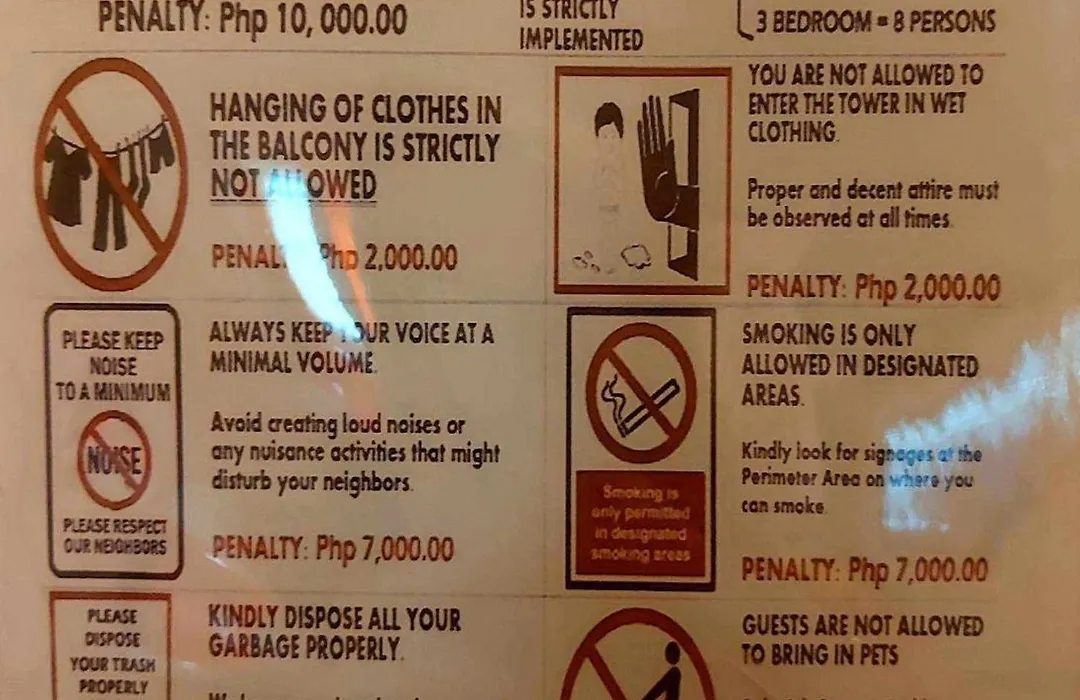 PENALTY: Php 10, 000.00
IS STRICTLY
IMPLEMENTED
3 BEDROOM = 8 PERSONS
HANGING OF CLOTHES IN
THE BALCONY IS STRICTLY
NOT ALLOWED
PENALTY: Php 2,000.00
YOU ARE NOT ALLOWED TO
ENTER THE TOWER IN WET
CLOTHING.
Proper and decent attire must
be observed at all times.
PENALTY: Php 2,000.00
PLEASE KEEP
NOISE
TO A MINIMUM
NOISE
PLEASE RESPECT
OUR NEIGHBORS
ALWAYS KEEP YOUR VOICE AT A
MINIMAL VOLUME.
Avoid creating loud noises or
any nuisance activities that might
disturb your neighbors.
PENALTY: Php 7,000.00
Smoking is
only permitted
in designated
smoking areas
SMOKING IS ONLY
ALLOWED IN DESIGNATED
AREAS.
Kindly look for signages at the
Perimeter Area on where you
can smoke.
PENALTY: Php 7,000.00
PLEASE
DISPOSE
YOUR TRASH
PROPERLY
KINDLY DISPOSE ALL YOUR
GARBAGE PROPERLY.
GUESTS ARE NOT ALLOWED
TO BRING IN PETS